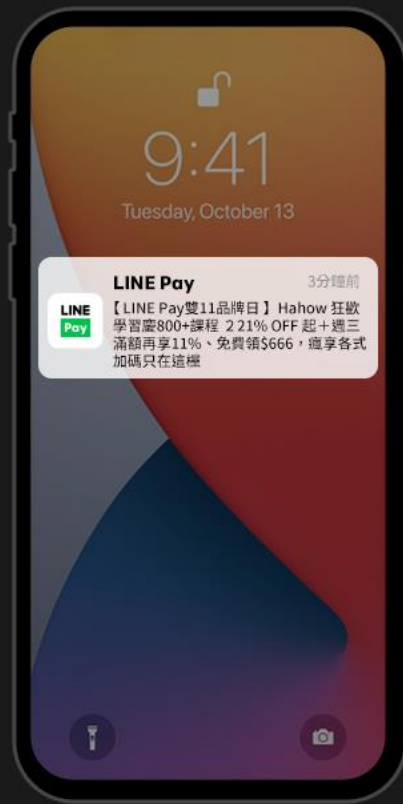 9:41
Tuesday, October 13
LINE Pay
3分鐘前
LINE
Pay
【LINE Pay雙11品牌日】Hahow 狂歡
學習慶800+課程 221% OFF 起＋週三
滿額再享11%、免費領$666，瘋享各式
加碼只在這檔